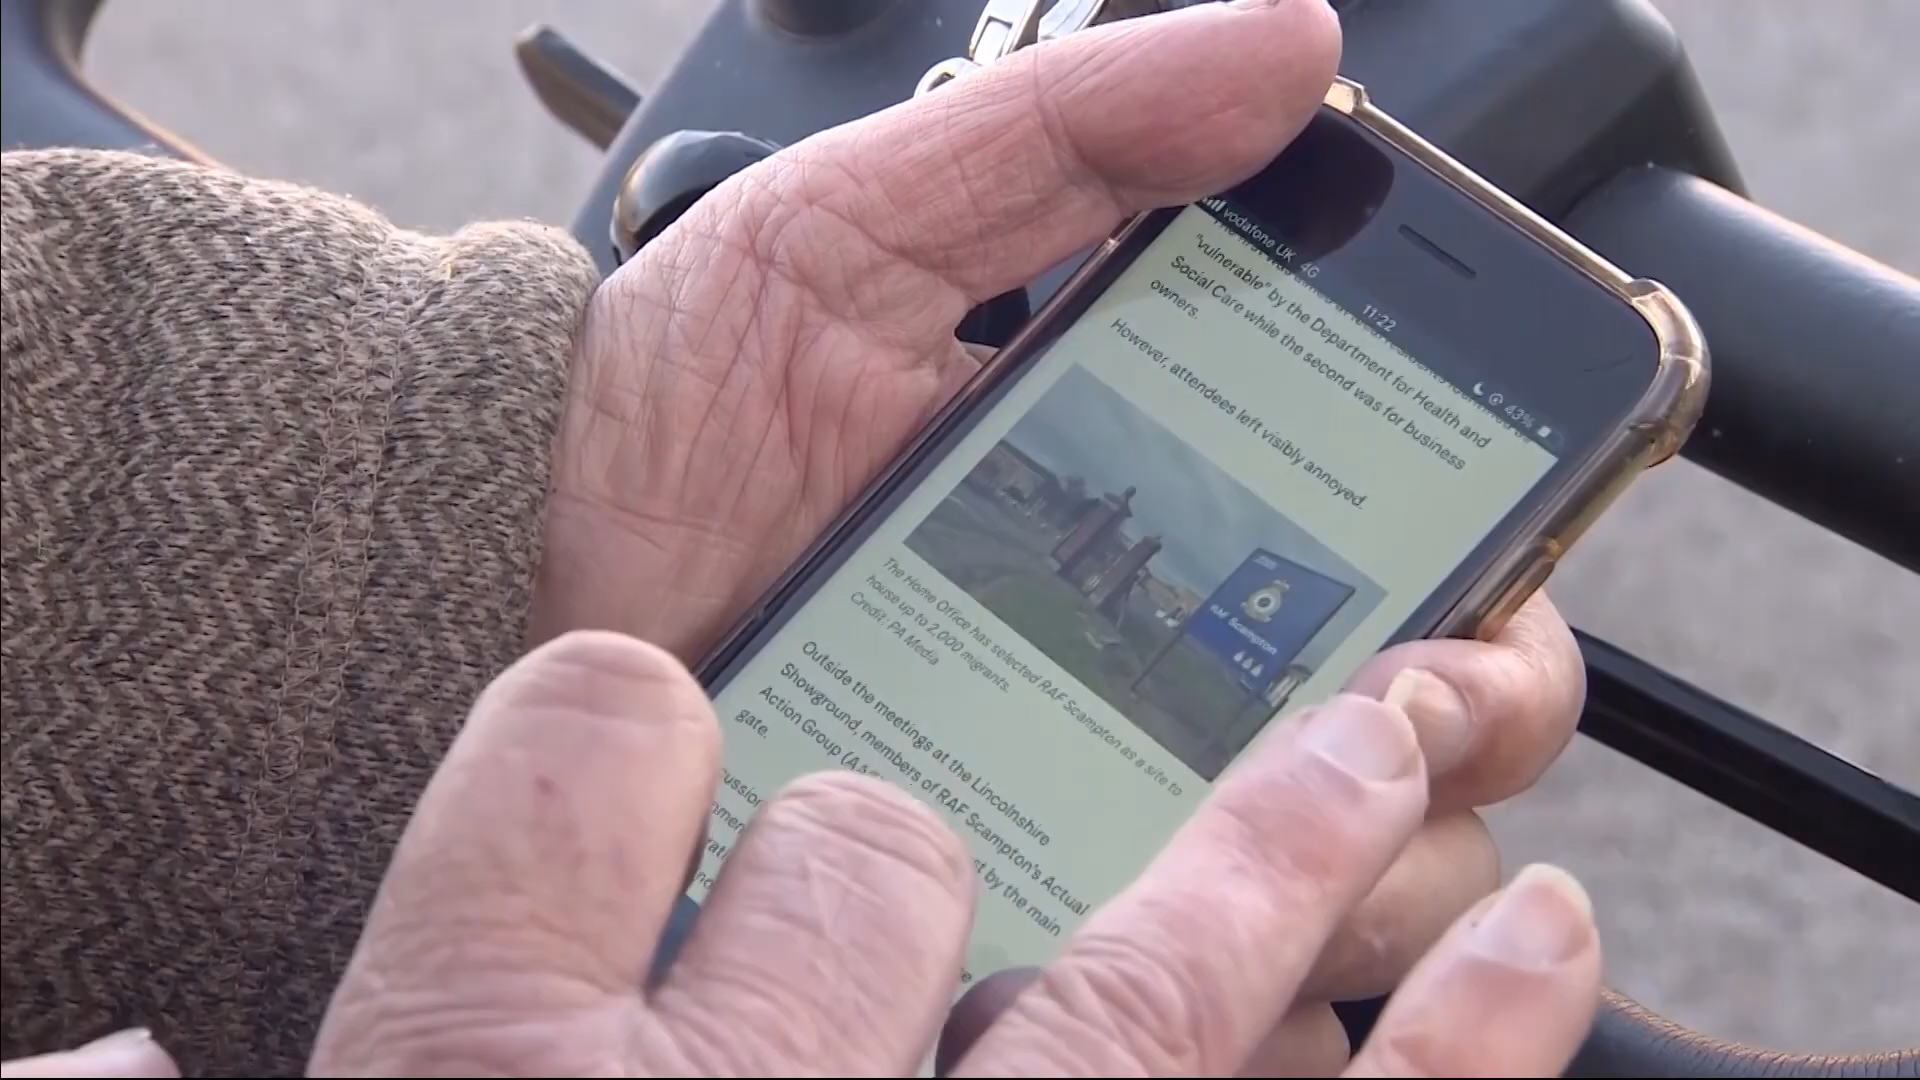 vodafone UK 4G 11:22 43%
"vulnerable" by the Department for Health and
Social Care while the second was for business
owners.
However, attendees left visibly annoyed.
RAF Scampton
The Home Office has selected RAF Scampton as a site to
house up to 2,000 migrants.
Credit: PA Media
Outside the meetings at the Lincolnshire
Showground, members of RAF Scampton's Actual
Action Group by the main
gate.